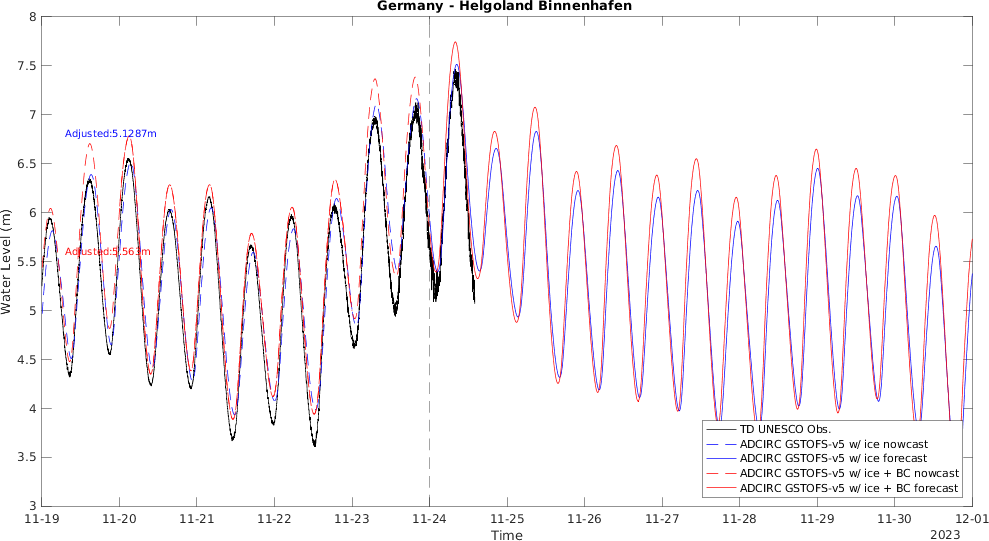 Germany - Helgoland Binnenhafen
8
7.5
7
6.5
6
5.5
5
4.5
4
3.5
3
Water Level (m)
Adjusted:5.1287m
Adjusted:5.563m
TD UNESCO Obs.
ADCIRC GSTOFS-v5 w/ ice nowcast
ADCIRC GSTOFS-v5 w/ ice forecast
ADCIRC GSTOFS-v5 w/ ice + BC nowcast
ADCIRC GSTOFS-v5 w/ ice + BC forecast
11-19 11-20 11-21 11-22 11-23 11-24 11-25 11-26 11-27 11-28 11-29 11-30 12-01
Time
2023